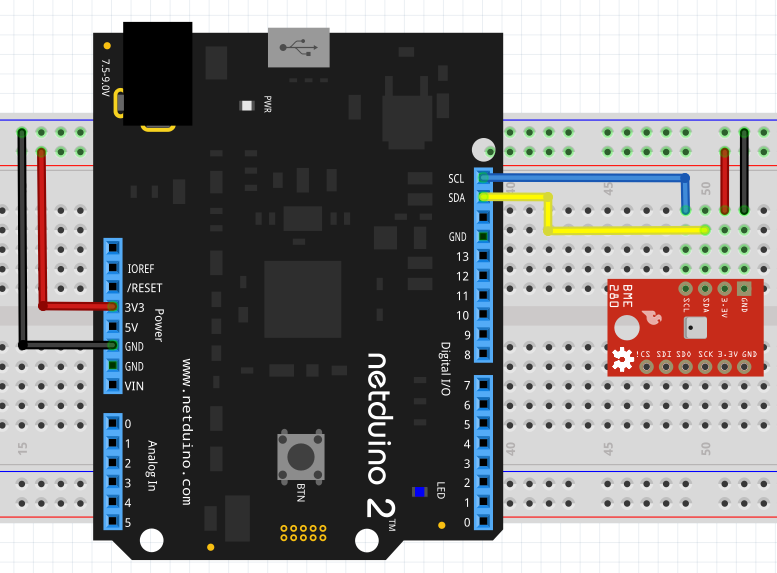 7.5-9.0V
PWR
SCL
SDA
GND
13
12
11
10
9
8
Digital I/O
7
6
5
4
3
2
1
0
IOREF
/RESET
3V3
5V
GND
GND
VIN
Power
0
1
2
3
4
5
Analog In
www.netduino.com
netduino 2™
BTN
LED
15
15
40
45
50
40
45
50
BME
280
SCL
SDA
3.3V
GND
!CS SDI SDO SCK 3.3V GND